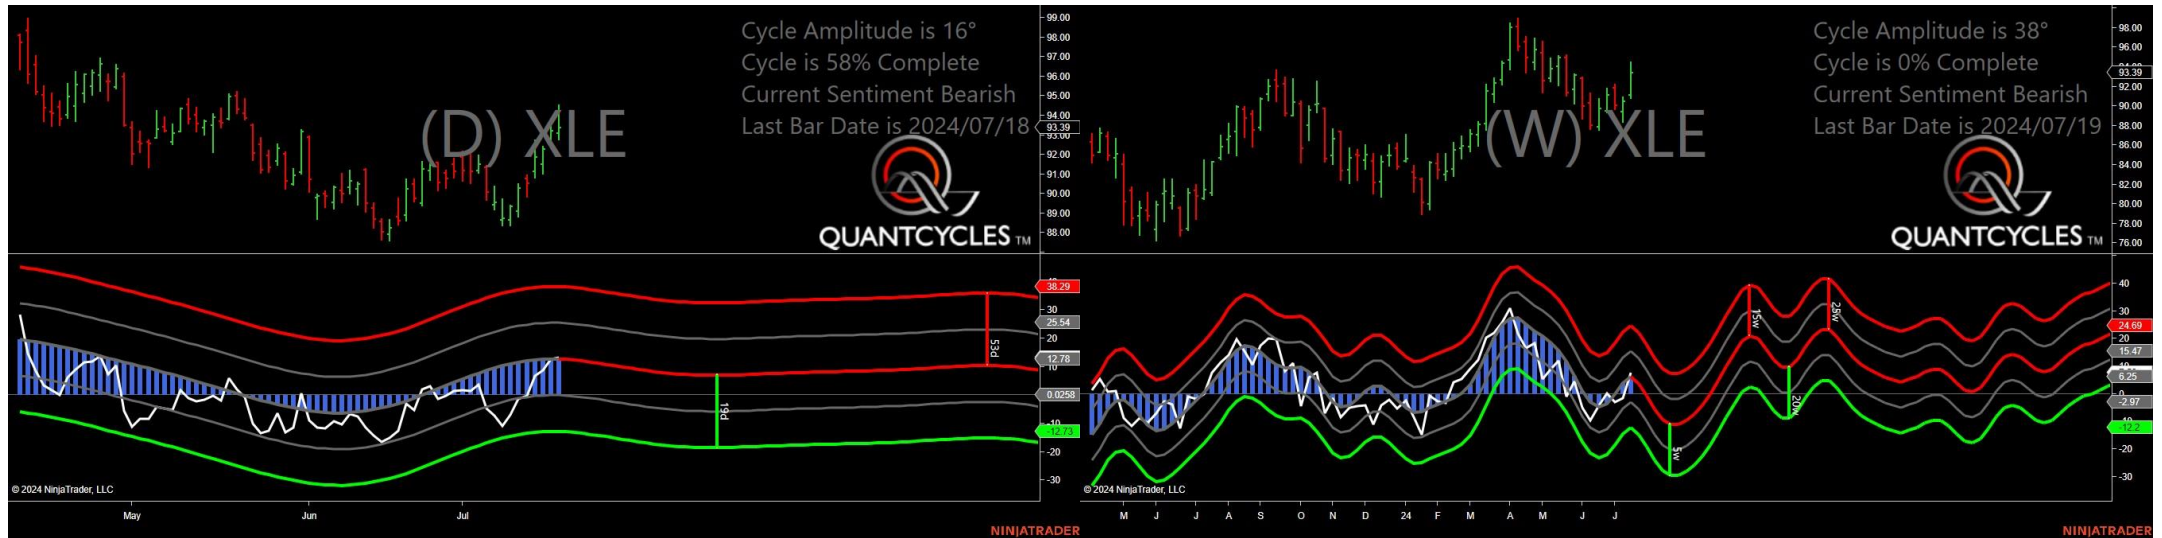 Cycle Amplitude is 16°
Cycle is 58% Complete
Current Sentiment Bearish
Last Bar Date is 2024/07/18
(D) XLE
QUANTCYCLES TM
99.00
98.00
97.00
96.00
95.00
94.00
93.39
93.00
92.00
91.00
90.00
89.00
88.00
38.29
30
25.54
20
12.78
10
0.0258
-12.73
-20
-30
53d
19d
© 2024 NinjaTrader, LLC
May
Jun
Jul
NINJATRADER
Cycle Amplitude is 38°
Cycle is 0% Complete
Current Sentiment Bearish
Last Bar Date is 2024/07/19
(W) XLE
QUANTCYCLES TM
98.00
96.00
93.39
92.00
90.00
88.00
86.00
84.00
82.00
80.00
78.00
76.00
40
30
24.69
20
15.47
6.25
0
-2.97
-10
-12.2
-20
-30
15w
28w
20w
5w
© 2024 NinjaTrader, LLC
M J J A S O N D 24 F M A M J J
NINJATRADER